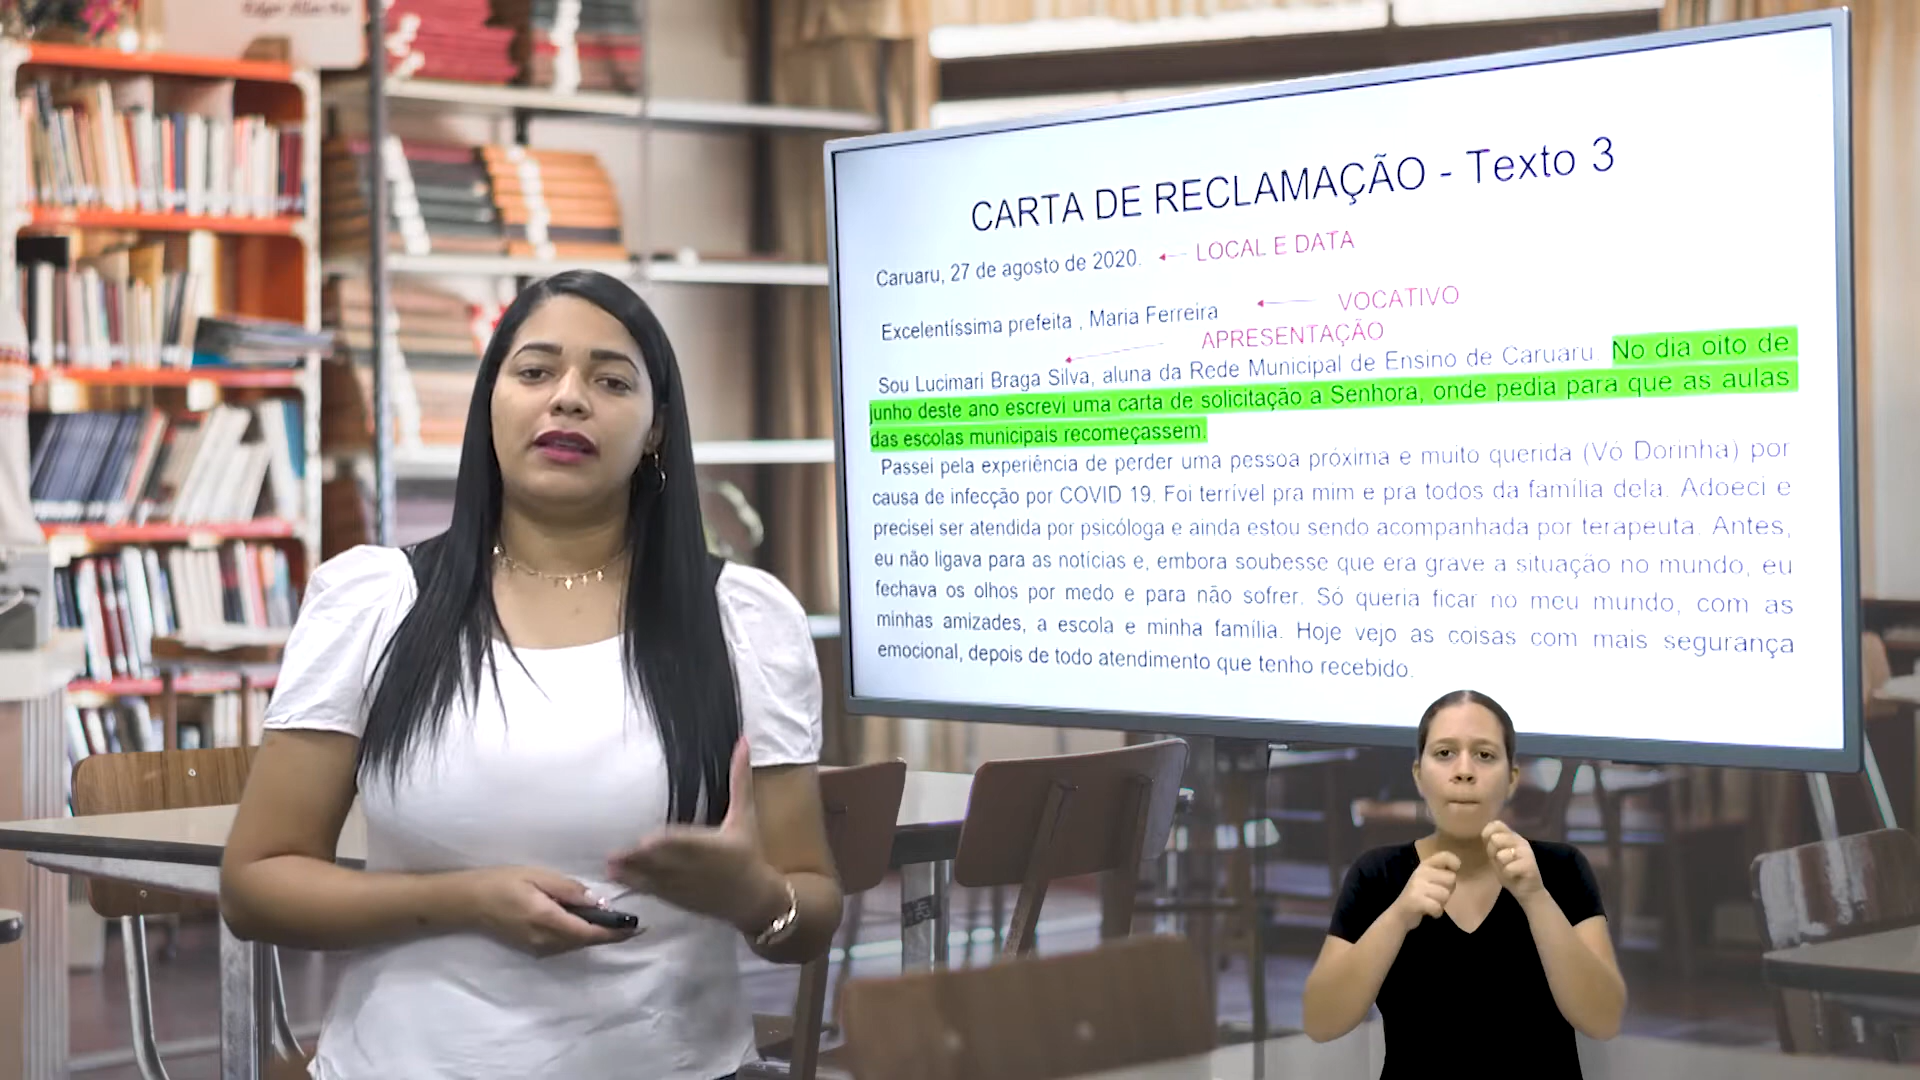 Edgar Allan Poe
CARTA DE RECLAMAÇÃO - Texto 3
Caruaru, 27 de agosto de 2020. LOCAL E DATA
Excelentíssima prefeita , Maria Ferreira VOCATIVO
APRESENTAÇÃO
Sou Lucimari Braga Silva, aluna da Rede Municipal de Ensino de Caruaru. No dia oito de
junho deste ano escrevi uma carta de solicitação a Senhora, onde pedia para que as aulas
das escolas municipais recomeçassem.
Passei pela experiência de perder uma pessoa próxima e muito querida (Vó Dorinha) por
causa de infecção por COVID 19. Foi terrível pra mim e pra todos da família dela. Adoeci e
precisei ser atendida por psicóloga e ainda estou sendo acompanhada por terapeuta. Antes,
eu não ligava para as notícias e, embora soubesse que era grave a situação no mundo, eu
fechava os olhos por medo e para não sofrer. Só queria ficar no meu mundo, com as
minhas amizades, a escola e minha família. Hoje vejo as coisas com mais segurança
emocional, depois de todo atendimento que tenho recebido.